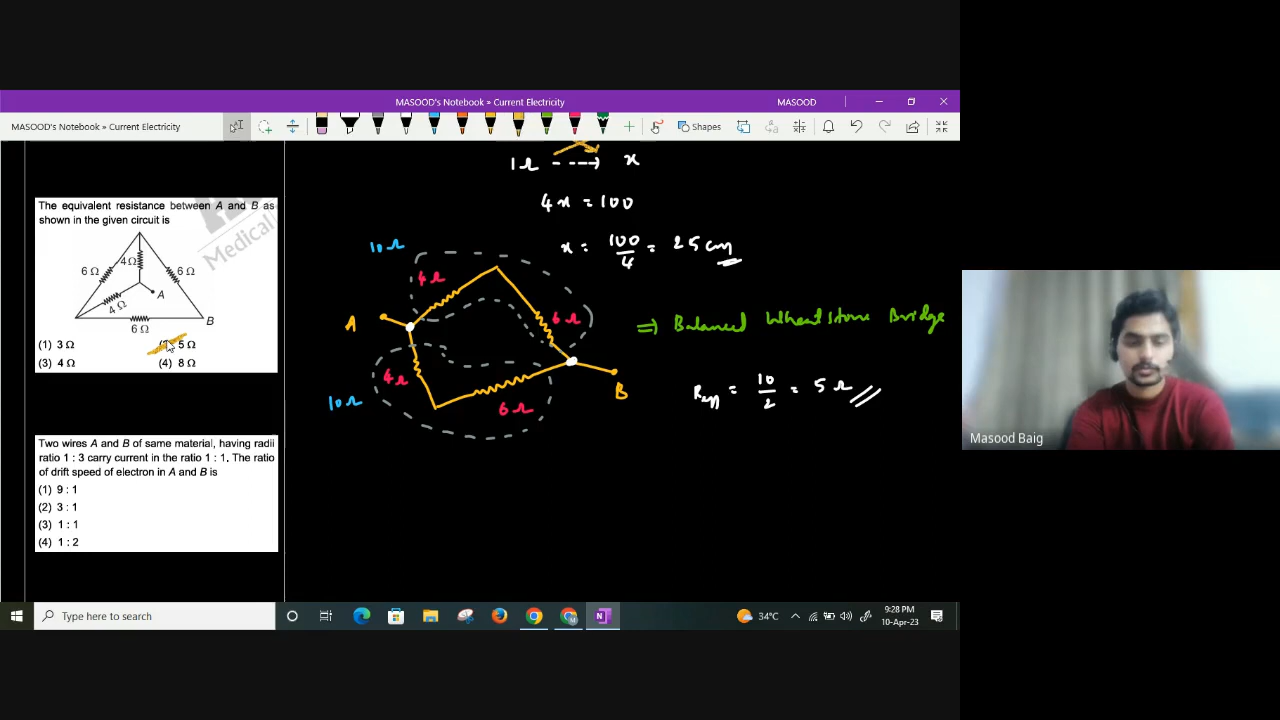 MASOOD's Notebook » Current Electricity
MASOOD
MASOOD's Notebook » Current Electricity
Shapes
1Ω ---→ x
4x = 100
x = 100/4 = 25 cm
The equivalent resistance between A and B as
shown in the given circuit is
4Ω
6 Ω
6 Ω
4 Ω
A
6 Ω
B
(1) 3 Ω
5 Ω
(3) 4 Ω
(4) 8 Ω
Medical
10Ω
4Ω
A
6Ω
4Ω
10Ω
6Ω
B
⇒ Balanced Wheatstone Bridge
Reff = 10/2 = 5Ω //
Two wires A and B of same material, having radii
ratio 1 : 3 carry current in the ratio 1 : 1. The ratio
of drift speed of electron in A and B is
(1) 9 : 1
(2) 3 : 1
(3) 1 : 1
(4) 1 : 2
Masood Baig
Type here to search
34°C
9:28 PM
10-Apr-23